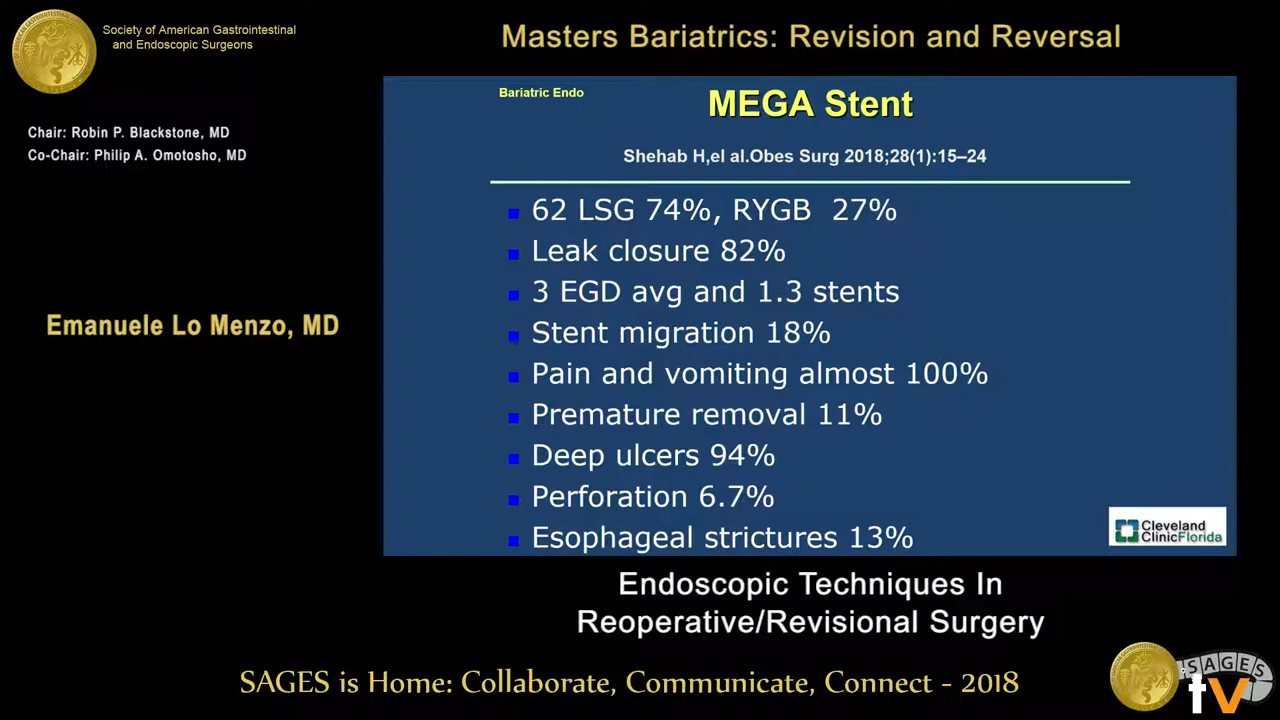 Society of American Gastrointestinal
and Endoscopic Surgeons
Masters Bariatrics: Revision and Reversal
Chair: Robin P. Blackstone, MD
Co-Chair: Philip A. Omotosho, MD
Emanuele Lo Menzo, MD
Bariatric Endo
MEGA Stent
Shehab H,el al.Obes Surg 2018;28(1):15–24
62 LSG 74%, RYGB 27%
Leak closure 82%
3 EGD avg and 1.3 stents
Stent migration 18%
Pain and vomiting almost 100%
Premature removal 11%
Deep ulcers 94%
Perforation 6.7%
Esophageal strictures 13%
Cleveland
ClinicFlorida
Endoscopic Techniques In
Reoperative/Revisional Surgery
SAGES is Home: Collaborate, Communicate, Connect - 2018
SAGES
tv